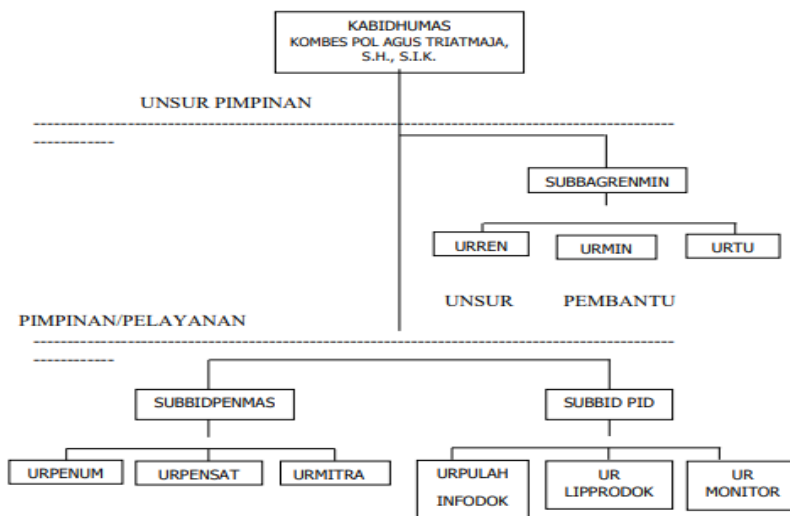 KABIDHUMAS
KOMBES POL AGUS TRIATMAJA,
S.H., S.I.K.
UNSUR PIMPINAN
SUBBAGRENMIN
URREN
URMIN
URTU
UNSUR PEMBANTU
PIMPINAN/PELAYANAN
SUBBIDPENMAS
SUBBID PID
URPENUM
URPENSAT
URMITRA
URPULAH
INFODOK
UR
LIPPRODOK
UR
MONITOR